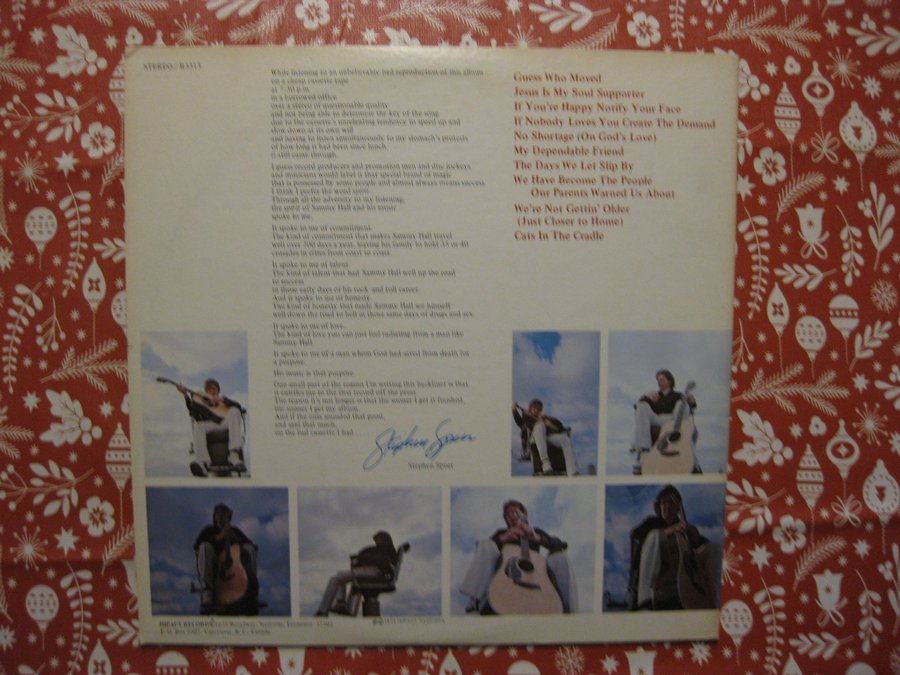 STEREO / R3313
While listening to an unbelievably bad reproduction of this album
on a cheap cassette tape
at 7:30 p.m.
in a borrowed office
over a stereo of questionable quality
and not being able to determine the key of the song
due to the cassette's unrelenting tendency to speed up and
slow down at its own will
and having to listen simultaneously to my stomach's protests
of how long it had been since lunch,
it still came through.
I guess record producers and promotion men and disc jockeys
and musicians would label it that special brand of magic
that is possessed by some people and almost always means success.
I think I prefer the word spirit.
Through all the adversity to my listening,
the spirit of Sammy Hall and his music
spoke to me.
It spoke to me of commitment.
The kind of commitment that makes Sammy Hall travel
well over 200 days a year, leaving his family to hold 35 or 40
crusades in cities from coast to coast.
It spoke to me of talent.
The kind of talent that had Sammy Hall well up the road
to success
in those early days of his rock and roll career.
And it spoke to me of honesty.
The kind of honesty that made Sammy Hall see himself
well down the road to hell in those same days of drugs and sex.
It spoke to me of love.
The kind of love you can just feel radiating from a man like
Sammy Hall.
It spoke to me of a man whom God had saved from death for
a purpose.
His music is that purpose.
One small part of the reason I'm writing this backliner is that
it entitles me to the first record off the press.
The reason it's not longer is that the sooner I get it finished,
the sooner I get my album.
And if the cuts sounded that good,
and said that much,
on the bad cassette I had . . .
Stephen Speer
Stephen Speer
Guess Who Moved
Jesus Is My Soul Supporter
If You're Happy Notify Your Face
If Nobody Loves You Create The Demand
No Shortage (On God's Love)
My Dependable Friend
The Days We Let Slip By
We Have Become The People
Our Parents Warned Us About
We're Not Gettin' Older
(Just Closer to Home)
Cats In The Cradle
IMPACT RECORDS Broadway, Nashville, Tennessee 37202
P. O. Box Vancouver, B. C., Canada